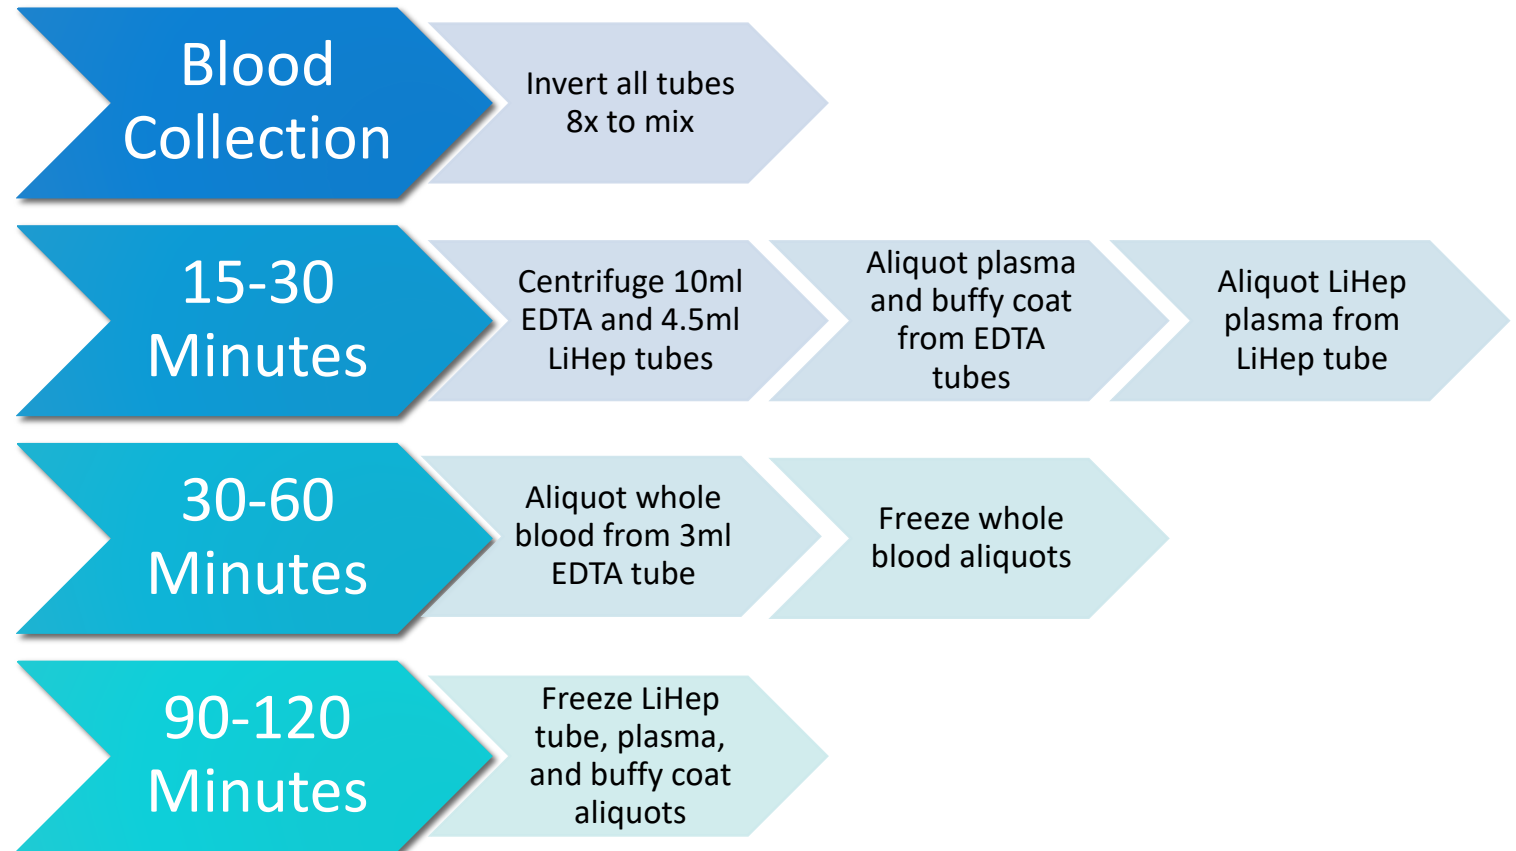 Blood
Collection
Invert all tubes
8x to mix
15-30
Minutes
Centrifuge 10ml
EDTA and 4.5ml
LiHep tubes
Aliquot plasma
and buffy coat
from EDTA
tubes
Aliquot LiHep
plasma from
LiHep tube
30-60
Minutes
Aliquot whole
blood from 3ml
EDTA tube
Freeze whole
blood aliquots
90-120
Minutes
Freeze LiHep
tube, plasma,
and buffy coat
aliquots